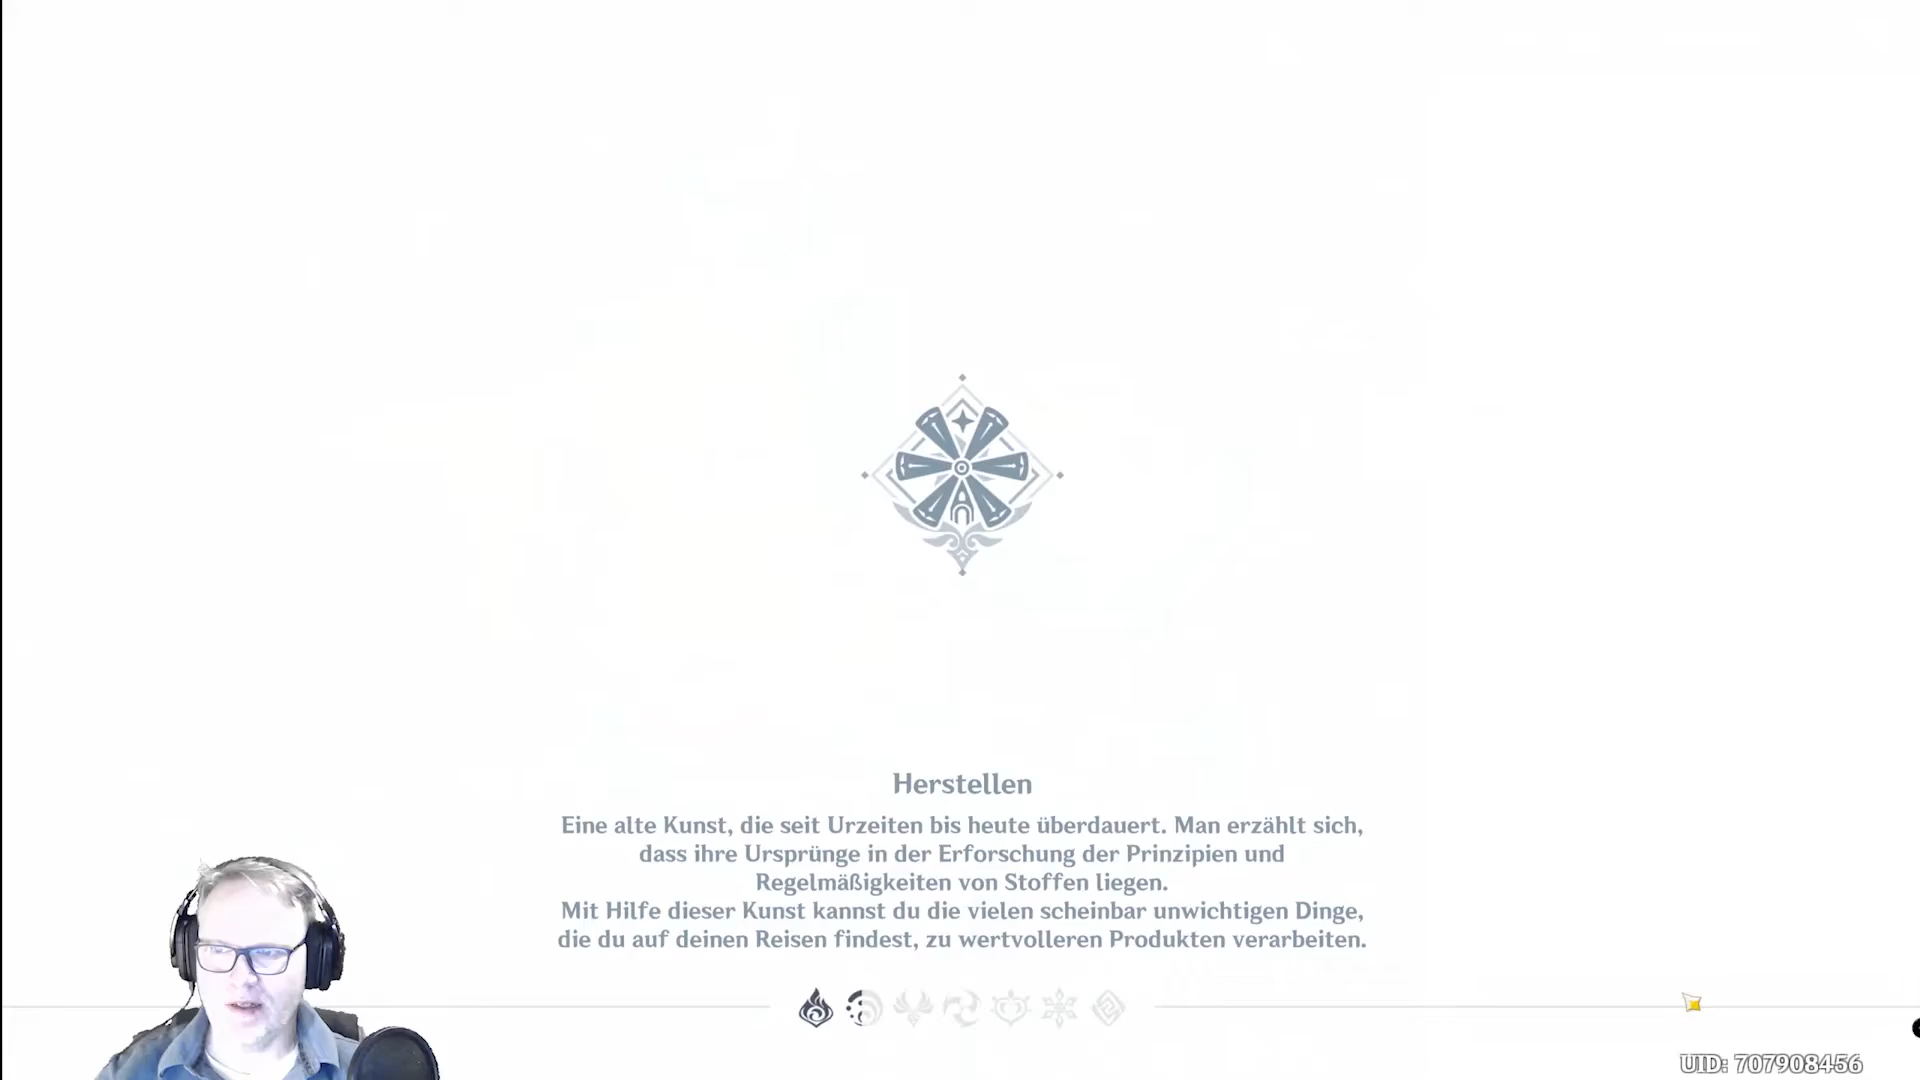 Herstellen
Eine alte Kunst, die seit Urzeiten bis heute überdauert. Man erzählt sich,
dass ihre Ursprünge in der Erforschung der Prinzipien und
Regelmäßigkeiten von Stoffen liegen.
Mit Hilfe dieser Kunst kannst du die vielen scheinbar unwichtigen Dinge,
die du auf deinen Reisen findest, zu wertvolleren Produkten verarbeiten.
UID: 707908456